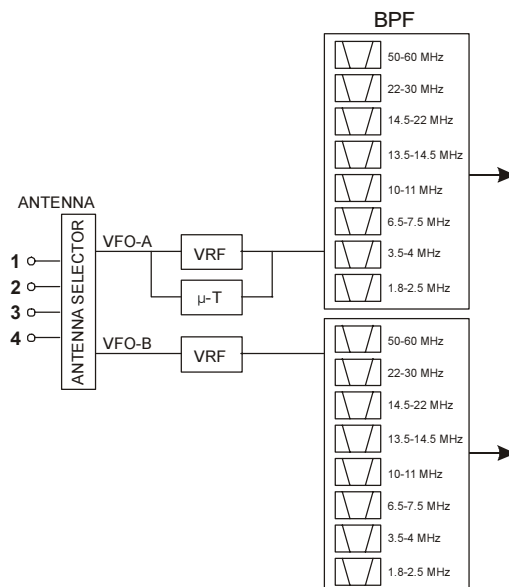 BPF
50-60 MHz
22-30 MHz
14.5-22 MHz
13.5-14.5 MHz
10-11 MHz
6.5-7.5 MHz
3.5-4 MHz
1.8-2.5 MHz
ANTENNA
1
2
3
4
ANTENNA SELECTOR
VFO-A
VRF
µ-T
VFO-B
VRF
50-60 MHz
22-30 MHz
14.5-22 MHz
13.5-14.5 MHz
10-11 MHz
6.5-7.5 MHz
3.5-4 MHz
1.8-2.5 MHz